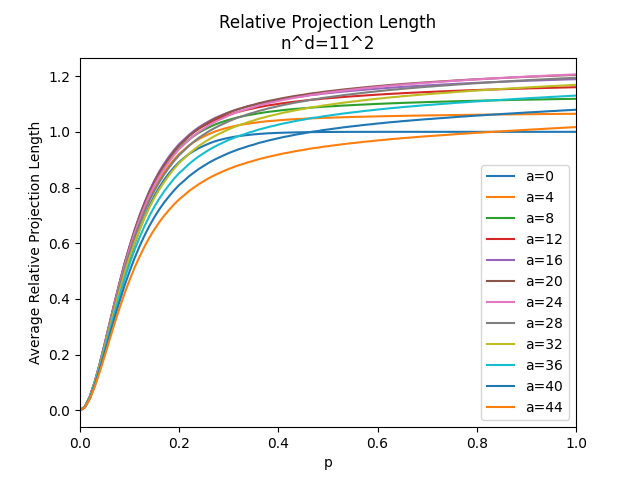 Relative Projection Length
n^d=11^2
Average Relative Projection Length
1.2
1.0
0.8
0.6
0.4
0.2
0.0
a=0
a=4
a=8
a=12
a=16
a=20
a=24
a=28
a=32
a=36
a=40
a=44
0.0 0.2 0.4 0.6 0.8 1.0
p